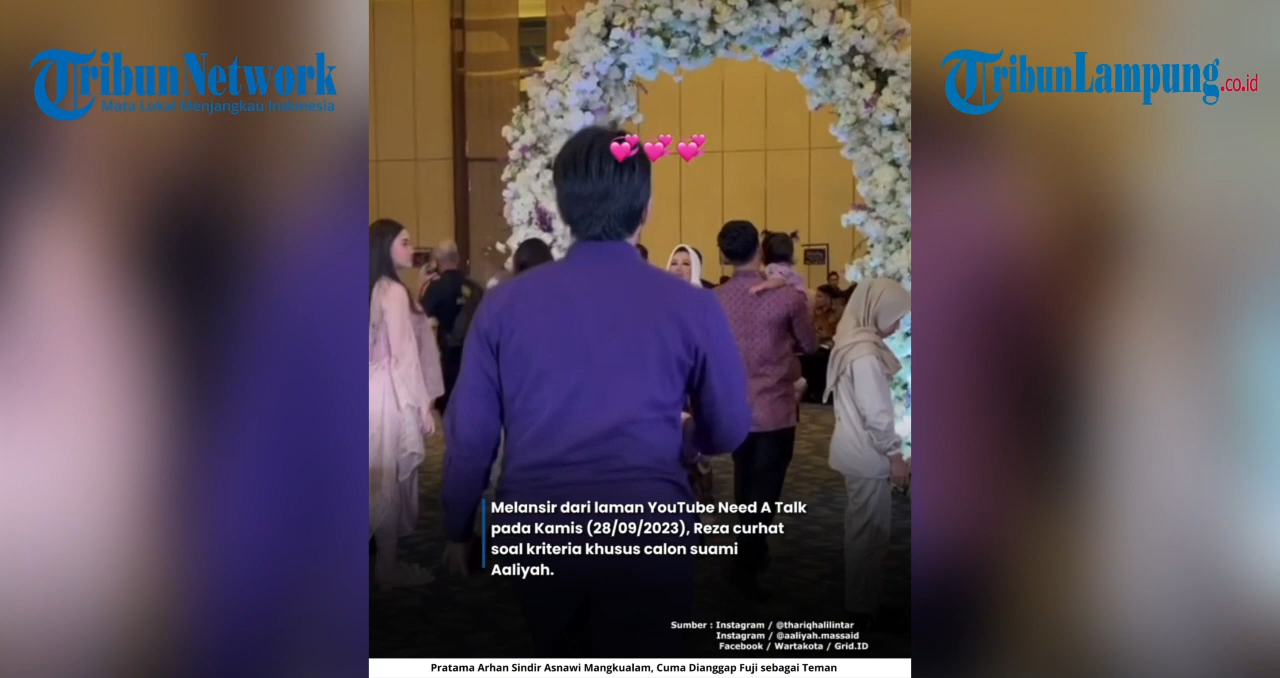 TribunNetwork
Mata Lokal Menjangkau Indonesia
TribunLampung.co.id
Melansir dari laman YouTube Need A Talk
pada Kamis (28/09/2023), Reza curhat
soal kriteria khusus calon suami
Aaliyah.
Sumber : Instagram / @thariqhalilintar
Instagram / @aaliyah.massaid
Facebook / Wartakota / Grid.ID
Pratama Arhan Sindir Asnawi Mangkualam, Cuma Dianggap Fuji sebagai Teman